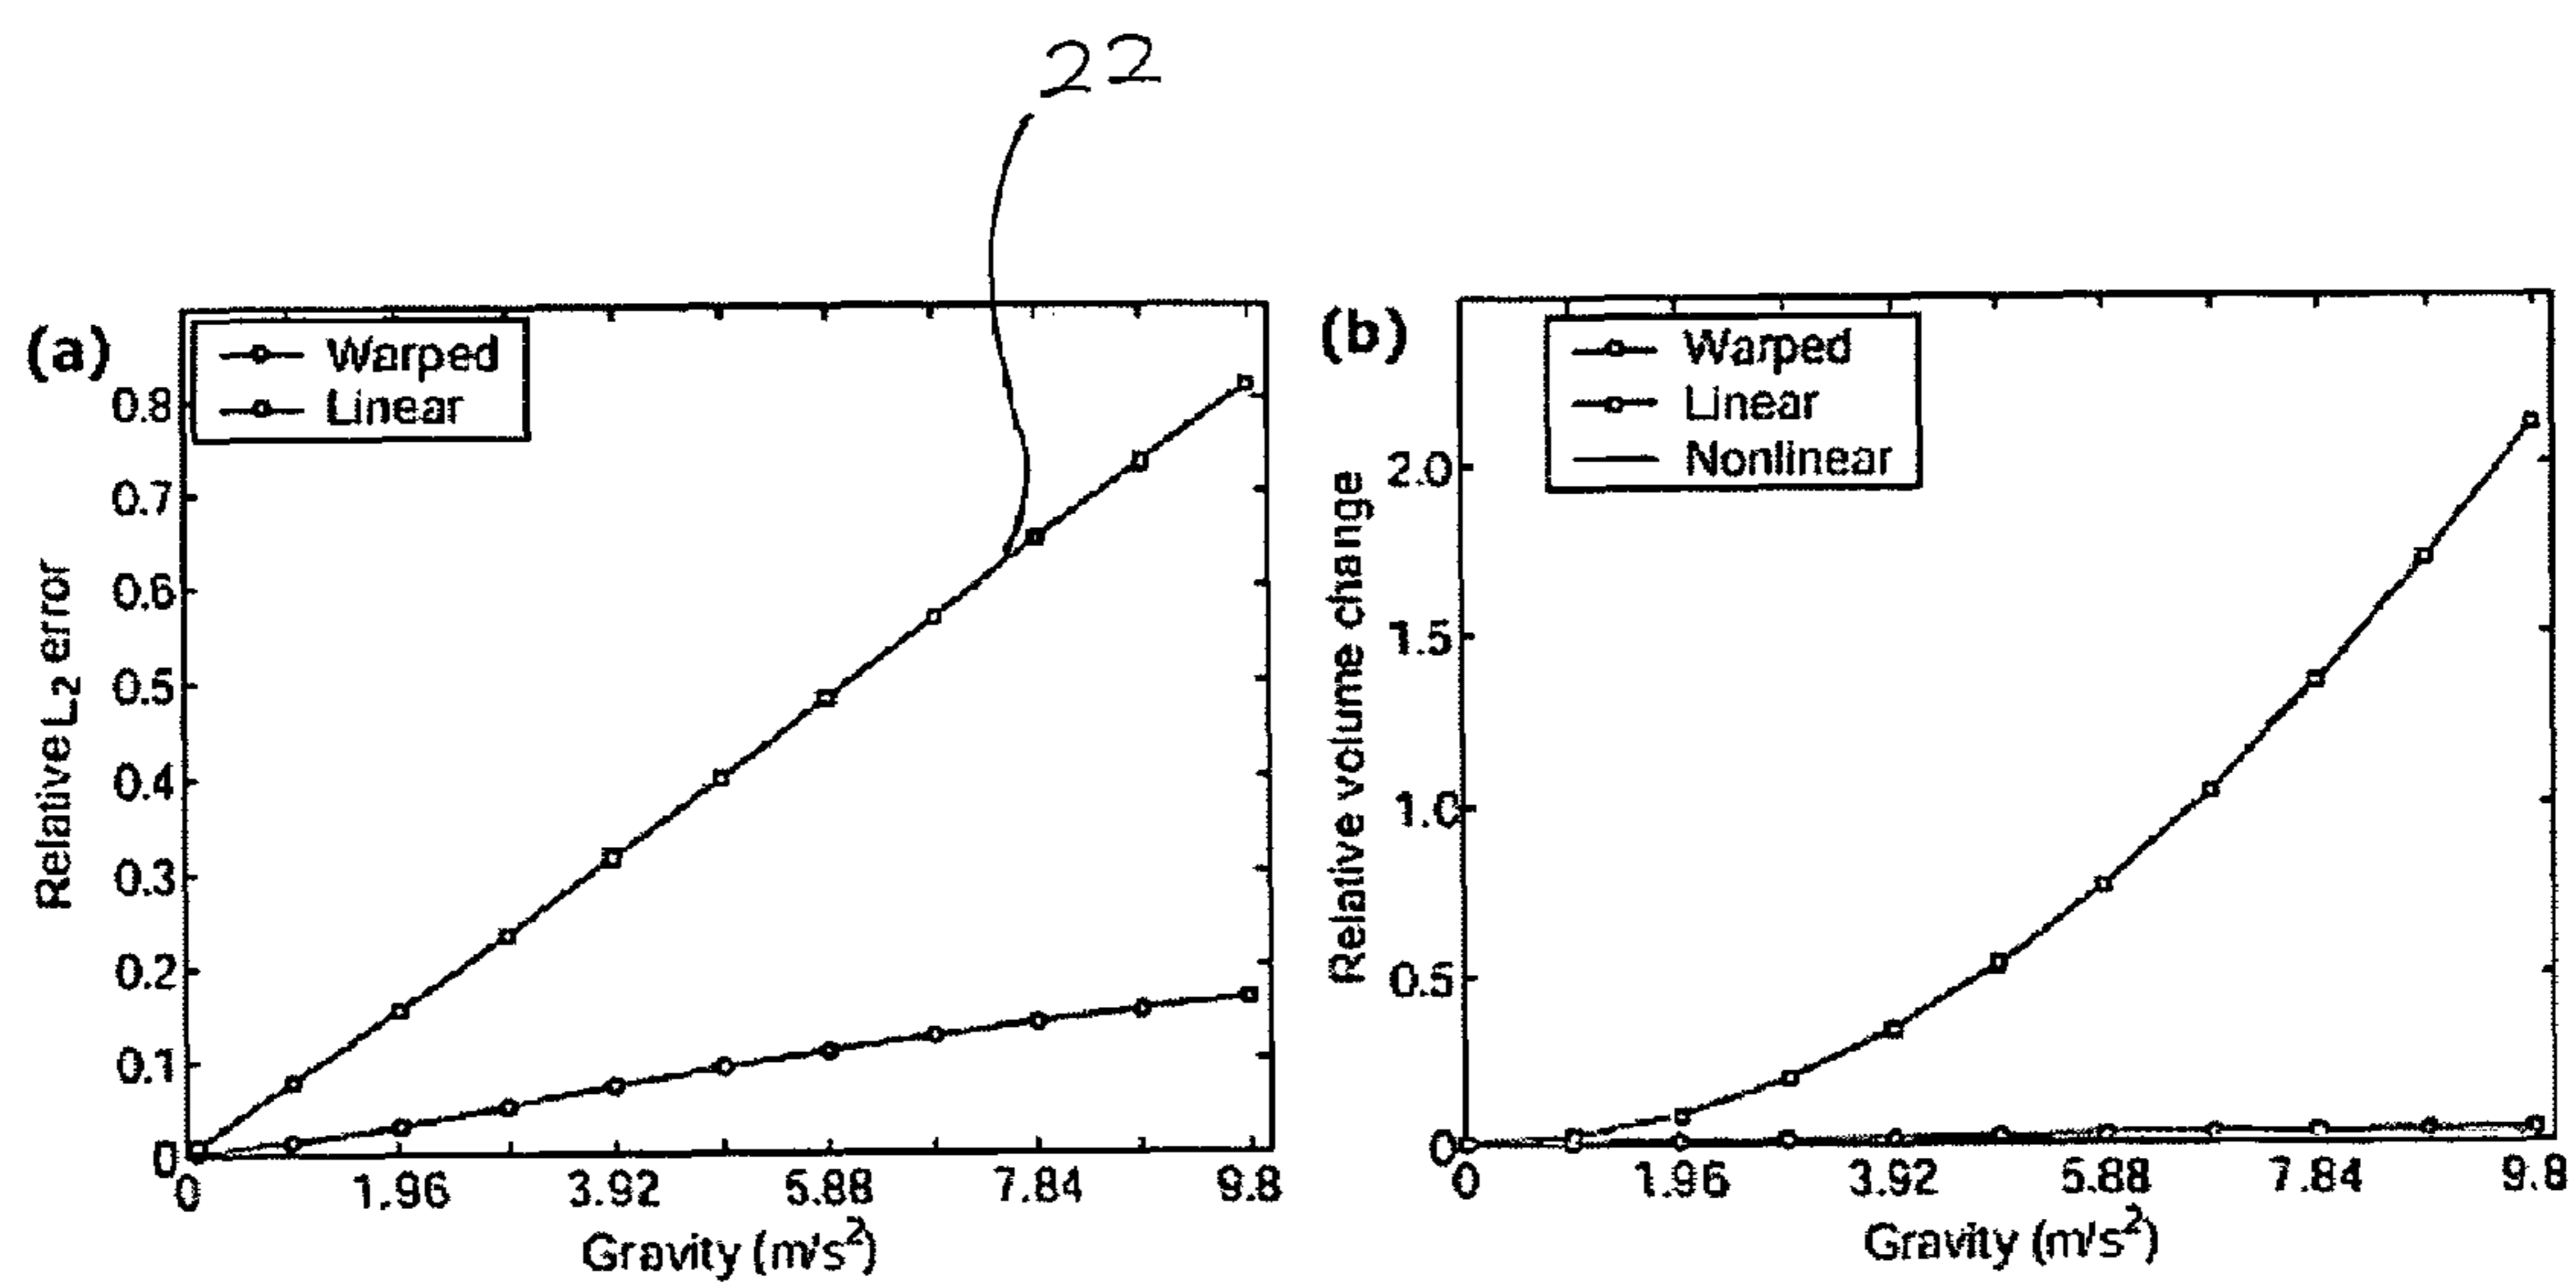 22
(a)
Warped
Linear
0.8
0.7
0.6
0.5
0.4
0.3
0.2
0.1
0
Relative L2 error
0 1.96 3.92 5.88 7.84 9.8
Gravity (m/s²)
(b)
Warped
Linear
Nonlinear
2.0
1.5
1.0
0.5
0
Relative volume change
0 1.96 3.92 5.88 7.84 9.8
Gravity (m/s²)